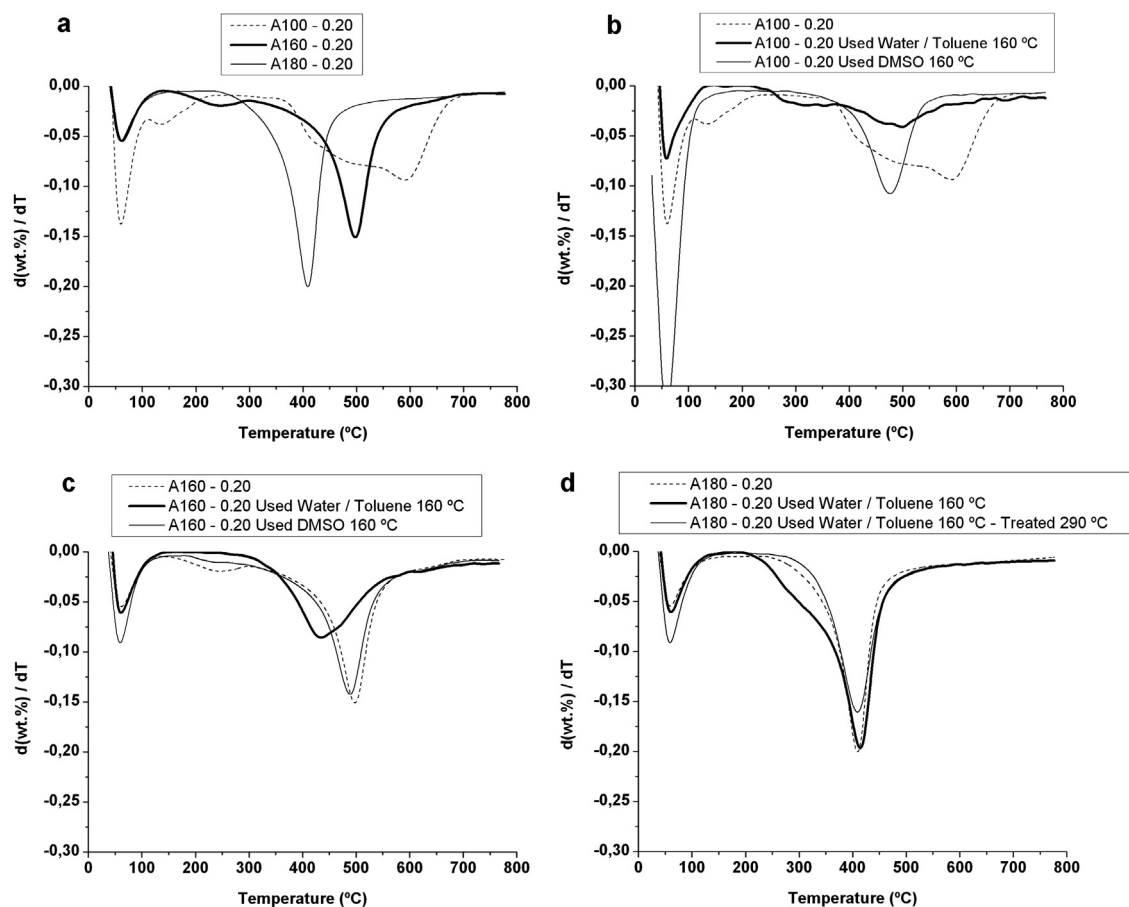 a
A100 - 0.20
A160 - 0.20
A180 - 0.20
0,00
-0,05
-0,10
-0,15
-0,20
-0,25
-0,30
d(wt.%) / dT
0 100 200 300 400 500 600 700 800
Temperature (ºC)
b
A100 - 0.20
A100 - 0.20 Used Water / Toluene 160 ºC
A100 - 0.20 Used DMSO 160 ºC
0,00
-0,05
-0,10
-0,15
-0,20
-0,25
-0,30
d(wt.%) / dT
0 100 200 300 400 500 600 700 800
Temperature (ºC)
c
A160 - 0.20
A160 - 0.20 Used Water / Toluene 160 ºC
A160 - 0.20 Used DMSO 160 ºC
0,00
-0,05
-0,10
-0,15
-0,20
-0,25
-0,30
d(wt.%) / dT
0 100 200 300 400 500 600 700 800
Temperature (ºC)
d
A180 - 0.20
A180 - 0.20 Used Water / Toluene 160 ºC
A180 - 0.20 Used Water / Toluene 160 ºC - Treated 290 ºC
0,00
-0,05
-0,10
-0,15
-0,20
-0,25
-0,30
d(wt.%) / dT
0 100 200 300 400 500 600 700 800
Temperature (ºC)